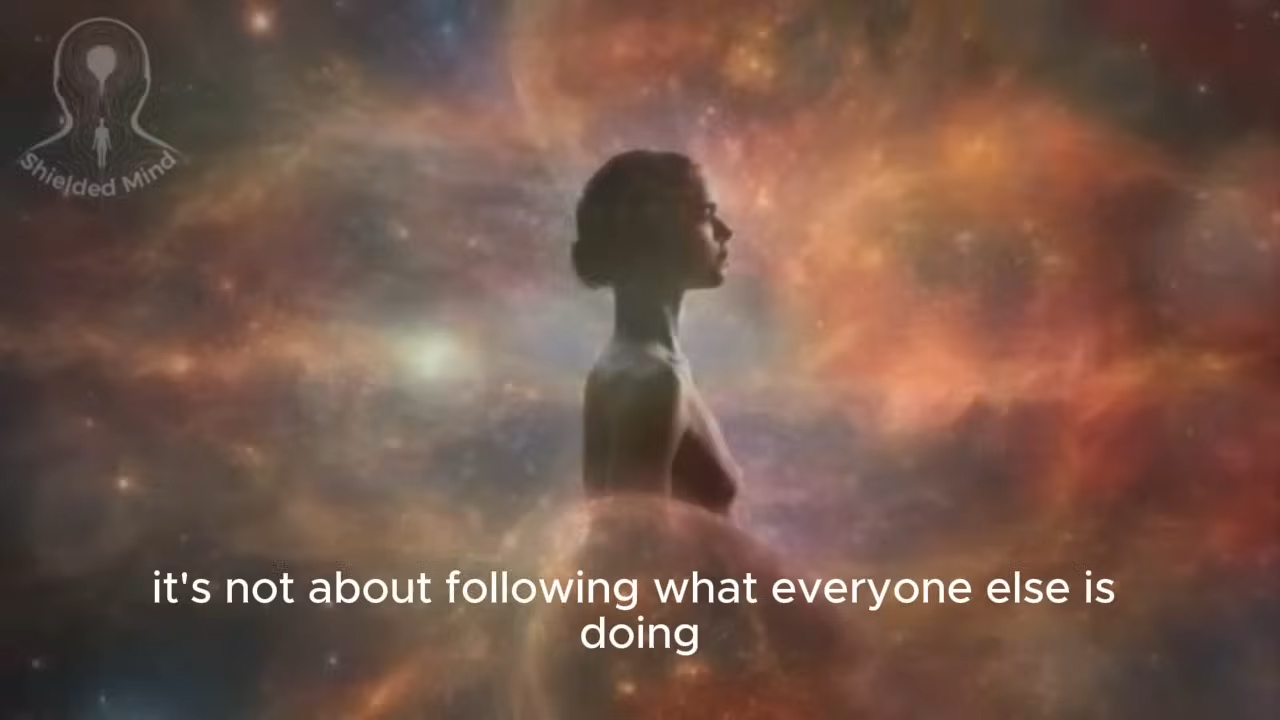 Shielded Mind
it's not about following what everyone else is
doing